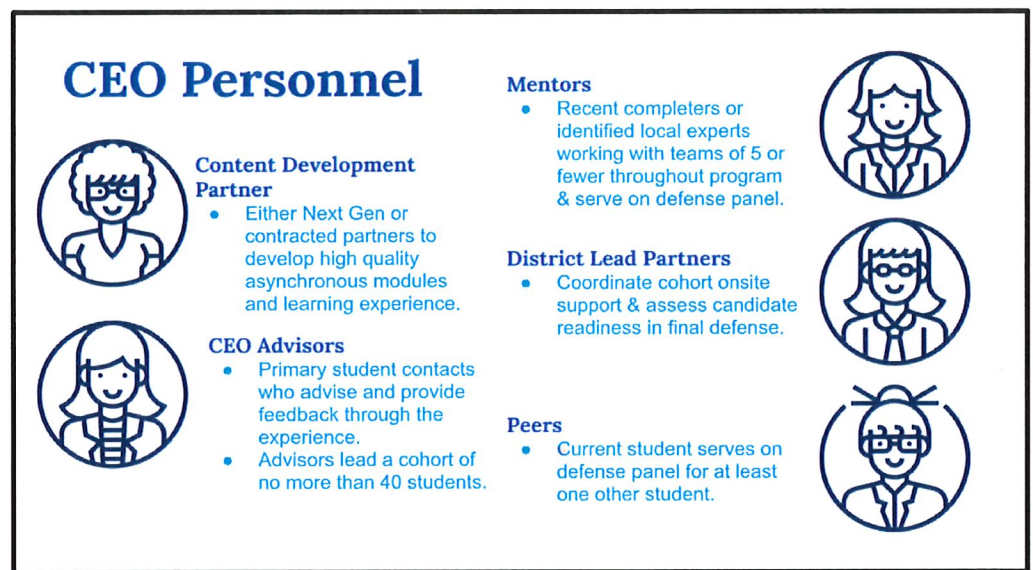 CEO Personnel
Content Development
Partner
• Either Next Gen or
contracted partners to
develop high quality
asynchronous modules
and learning experience.
CEO Advisors
• Primary student contacts
who advise and provide
feedback through the
experience.
• Advisors lead a cohort of
no more than 40 students.
Mentors
• Recent completers or
identified local experts
working with teams of 5 or
fewer throughout program
& serve on defense panel.
District Lead Partners
• Coordinate cohort onsite
support & assess candidate
readiness in final defense.
Peers
• Current student serves on
defense panel for at least
one other student.